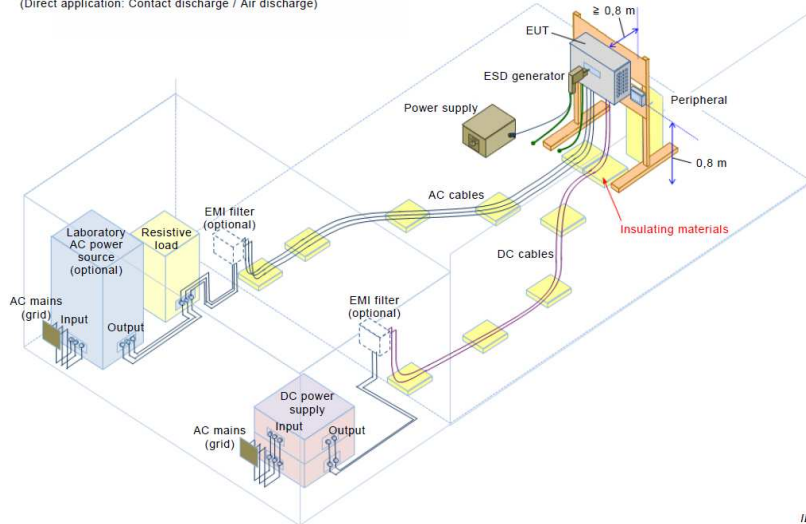 (Direct application: Contact discharge / Air discharge)
≧ 0,8 m
EUT
ESD generator
Power supply
Peripheral
0,8 m
AC cables
Insulating materials
DC cables
EMI filter
(optional)
Laboratory
AC power
source
(optional)
Resistive
load
AC mains
(grid)
Input
Output
EMI filter
(optional)
DC power
supply
Input
Output
AC mains
(grid)